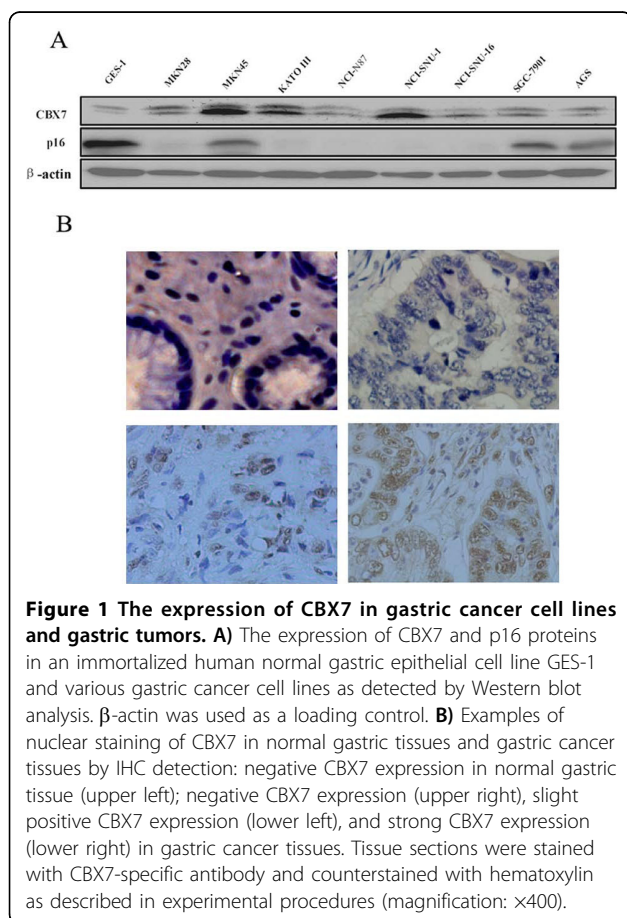 A
GES-1
MKN28
MKN45
KATO III
NCI-N87
NCI-SNU-1
NCI-SNU-16
SGC-7901
AGS
CBX7
p16
β-actin
B
Figure 1 The expression of CBX7 in gastric cancer cell lines
and gastric tumors. A) The expression of CBX7 and p16 proteins
in an immortalized human normal gastric epithelial cell line GES-1
and various gastric cancer cell lines as detected by Western blot
analysis. β-actin was used as a loading control. B) Examples of
nuclear staining of CBX7 in normal gastric tissues and gastric cancer
tissues by IHC detection: negative CBX7 expression in normal gastric
tissue (upper left); negative CBX7 expression (upper right), slight
positive CBX7 expression (lower left), and strong CBX7 expression
(lower right) in gastric cancer tissues. Tissue sections were stained
with CBX7-specific antibody and counterstained with hematoxylin
as described in experimental procedures (magnification: ×400).